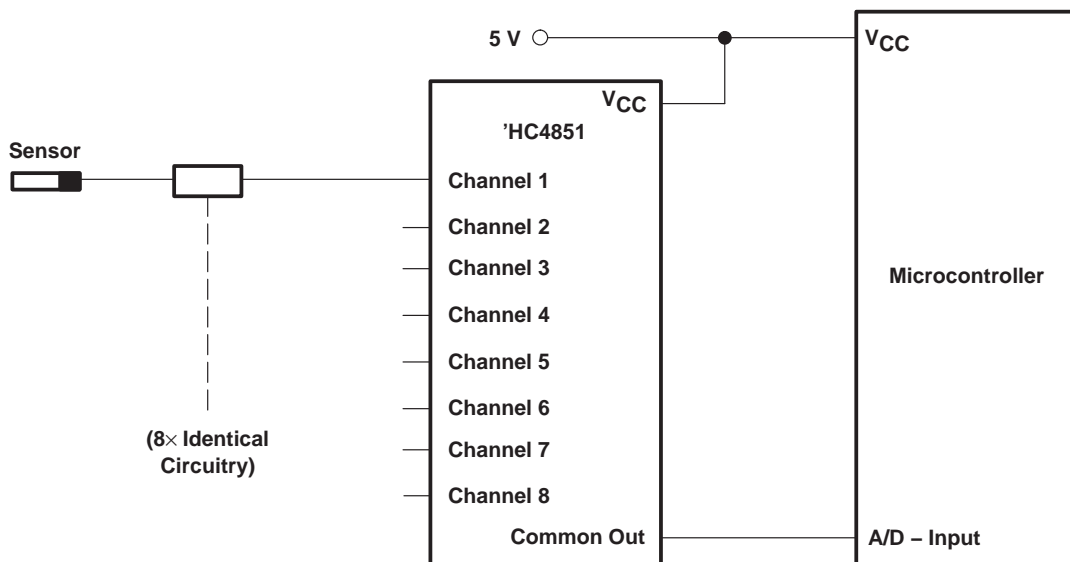 5 V
VCC
VCC
'HC4851
Sensor
Channel 1
Channel 2
Channel 3
Microcontroller
Channel 4
Channel 5
Channel 6
(8× Identical
Circuitry)
Channel 7
Channel 8
Common Out
A/D – Input